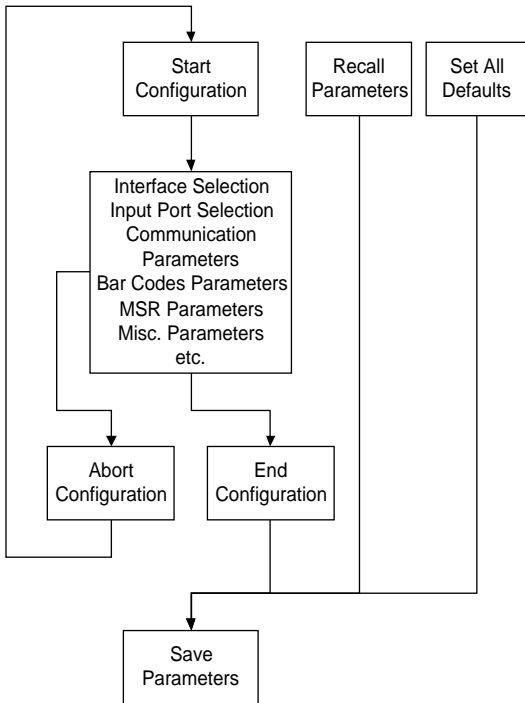 Start
Configuration
Recall
Parameters
Set All
Defaults
Interface Selection
Input Port Selection
Communication
Parameters
Bar Codes Parameters
MSR Parameters
Misc. Parameters
etc.
Abort
Configuration
End
Configuration
Save
Parameters